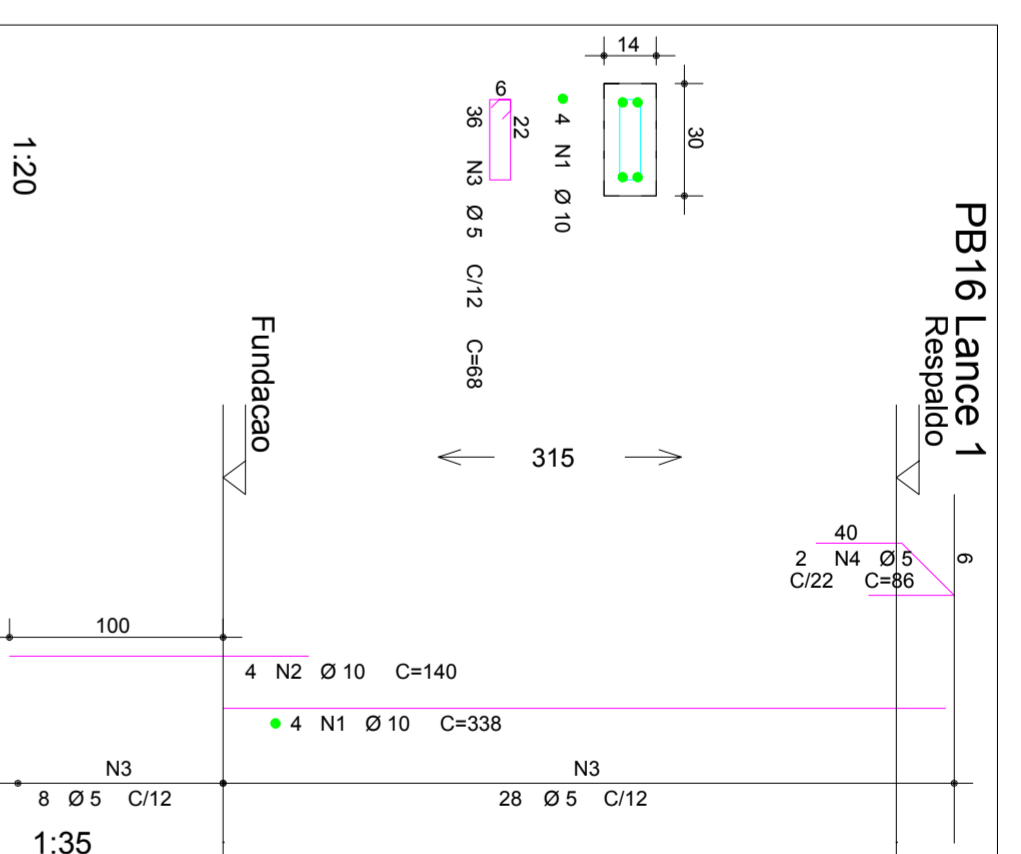 PB16 Lance 1
Respaldo
14
30
4 N1 Ø 10
6
22
36 N3 Ø 5 C/12 C=68
1:20
Fundacao
315
40
6
2 N4 Ø 5
C/22 C=86
100
4 N2 Ø 10 C=140
4 N1 Ø 10 C=338
N3
8 Ø 5 C/12
N3
28 Ø 5 C/12
1:35